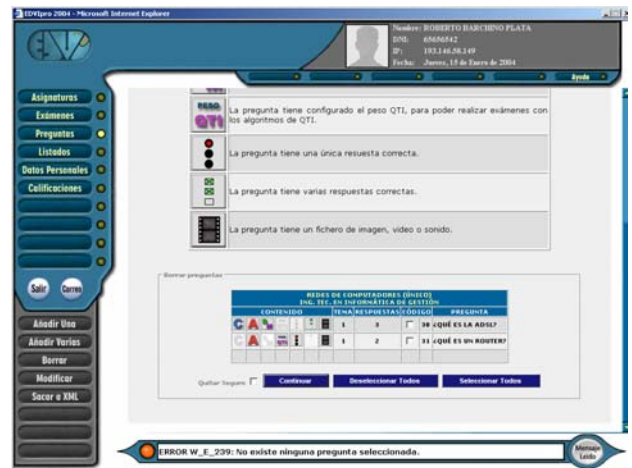 EDVIpro 2004 - Microsoft Internet Explorer
Nombre: ROBERTO BARCHINO PLATA
DNI: 65656542
IP: 193.146.58.149
Fecha: Jueves, 15 de Enero de 2004
Ayuda
Asignaturas
Exámenes
Preguntas
Listados
Datos Personales
Calificaciones
Salir
Correo
Añadir Una
Añadir Varias
Borrar
Modificar
Sacar a XML
PESO
QTI
La pregunta tiene configurado el peso QTI, para poder realizar exámenes con los algoritmos de QTI.
La pregunta tiene una única resuesta correcta.
La pregunta tiene varias respuestas correctas.
La pregunta tiene un fichero de imagen, video o sonido.
Borrar preguntas
REDES DE COMPUTADORES (ÚNICO)
ING. TEC. EN INFORMÁTICA DE GESTIÓN
CONTENIDO TEMA RESPUESTAS CÓDIGO PREGUNTA
C A 1 3 30 ¿QUÉ ES LA ADSL?
C A QTI 1 2 31 ¿QUÉ ES UN ROUTER?
Quitar Seguro Continuar Deseleccionar Todos Seleccionar Todos
ERROR W_E_239: No existe ninguna pregunta seleccionada.
Mensaje
Leido